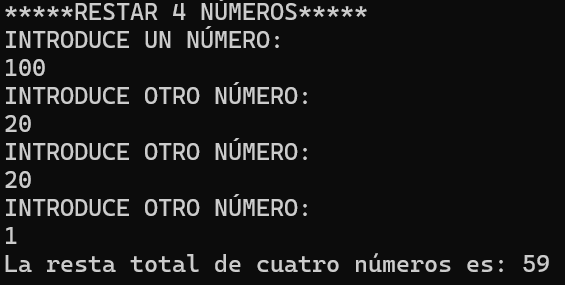 *****RESTAR 4 NÚMEROS*****
INTRODUCE UN NÚMERO:
100
INTRODUCE OTRO NÚMERO:
20
INTRODUCE OTRO NÚMERO:
20
INTRODUCE OTRO NÚMERO:
1
La resta total de cuatro números es: 59